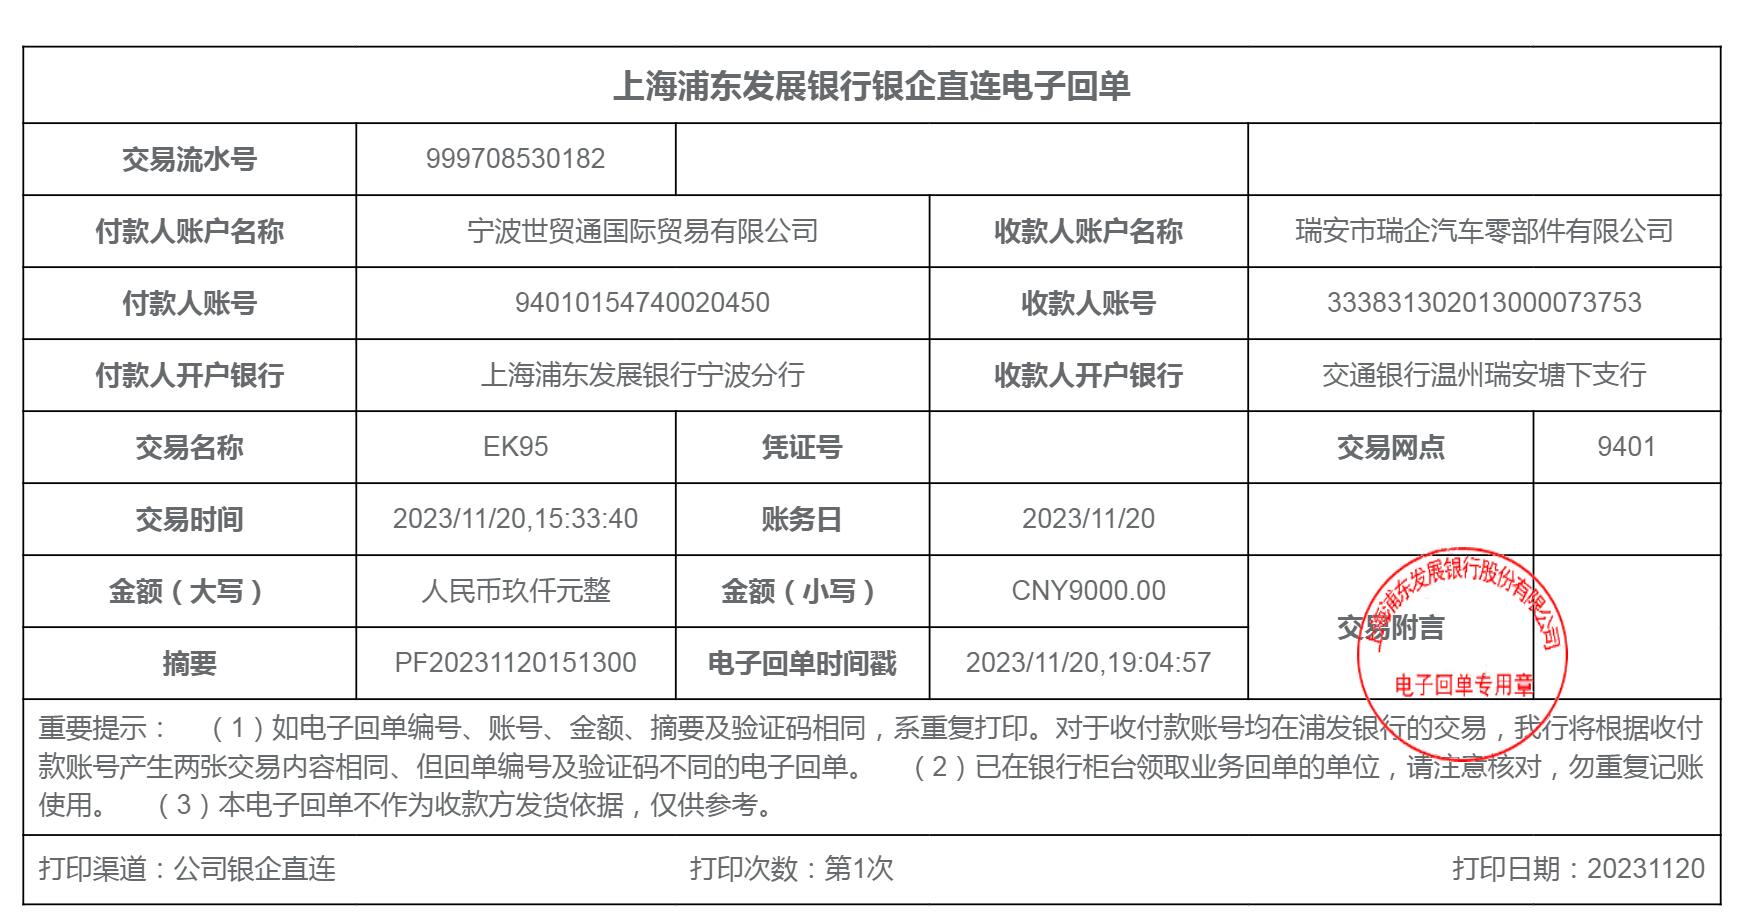 上海浦东发展银行银企直连电子回单
交易流水号 999708530182
付款人账户名称 宁波世贸通国际贸易有限公司 收款人账户名称 瑞安市瑞企汽车零部件有限公司
付款人账号 94010154740020450 收款人账号 333831302013000073753
付款人开户银行 上海浦东发展银行宁波分行 收款人开户银行 交通银行温州瑞安塘下支行
交易名称 EK95 凭证号 交易网点 9401
交易时间 2023/11/20,15:33:40 账务日 2023/11/20
金额（大写） 人民币玖仟元整 金额（小写） CNY9000.00
交易附言
摘要 PF20231120151300 电子回单时间戳 2023/11/20,19:04:57
上海浦东发展银行股份有限公司
电子回单专用章
重要提示： （1）如电子回单编号、账号、金额、摘要及验证码相同，系重复打印。对于收付款账号均在浦发银行的交易，我行将根据收付
款账号产生两张交易内容相同、但回单编号及验证码不同的电子回单。 （2）已在银行柜台领取业务回单的单位，请注意核对，勿重复记账
使用。 （3）本电子回单不作为收款方发货依据，仅供参考。
打印渠道：公司银企直连 打印次数：第1次 打印日期：20231120